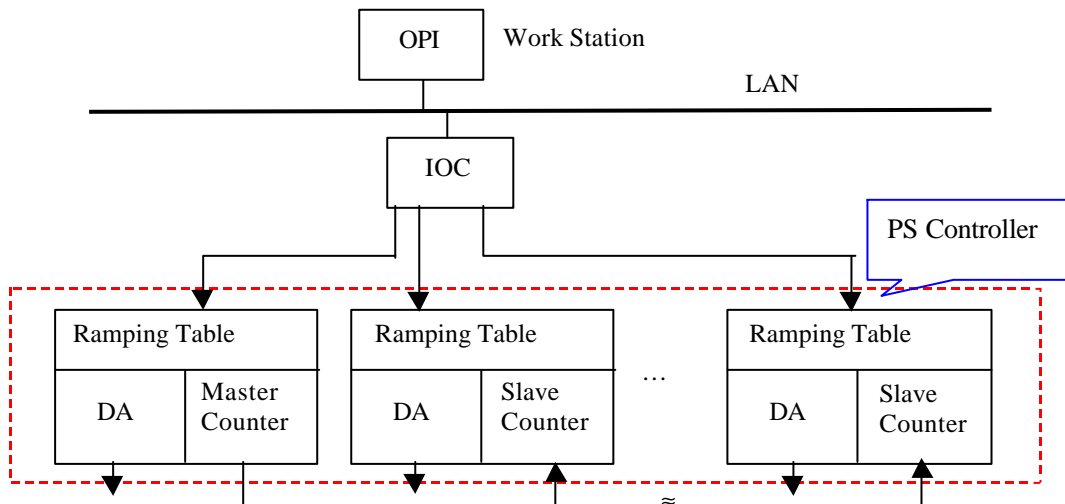 OPI
Work Station
LAN
IOC
PS Controller
Ramping Table
Ramping Table
Ramping Table
DA
Master
Counter
DA
Slave
Counter
...
DA
Slave
Counter
≈